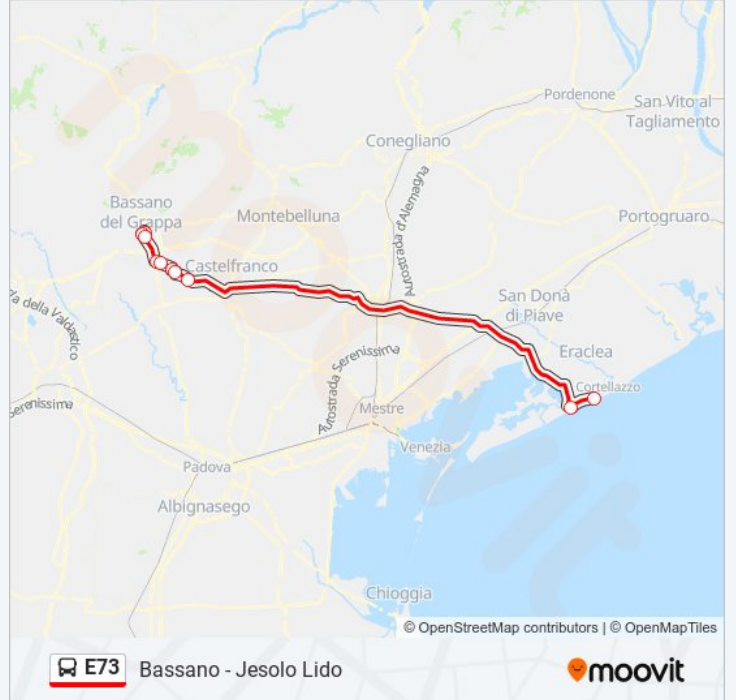 Pordenone
San Vito al
Tagliamento
Conegliano
Autostrada d'Alemagna
Bassano
del Grappa
Montebelluna
Portogruaro
Castelfranco
San Donà
di Piave
la della Valdastico
Autostrada Serenissima
Eraclea
Cortellazzo
Serenissima
Mestre
Venezia
Padova
Albignasego
Chioggia
© OpenStreetMap contributors | © OpenMapTiles
E73 Bassano - Jesolo Lido
moovit